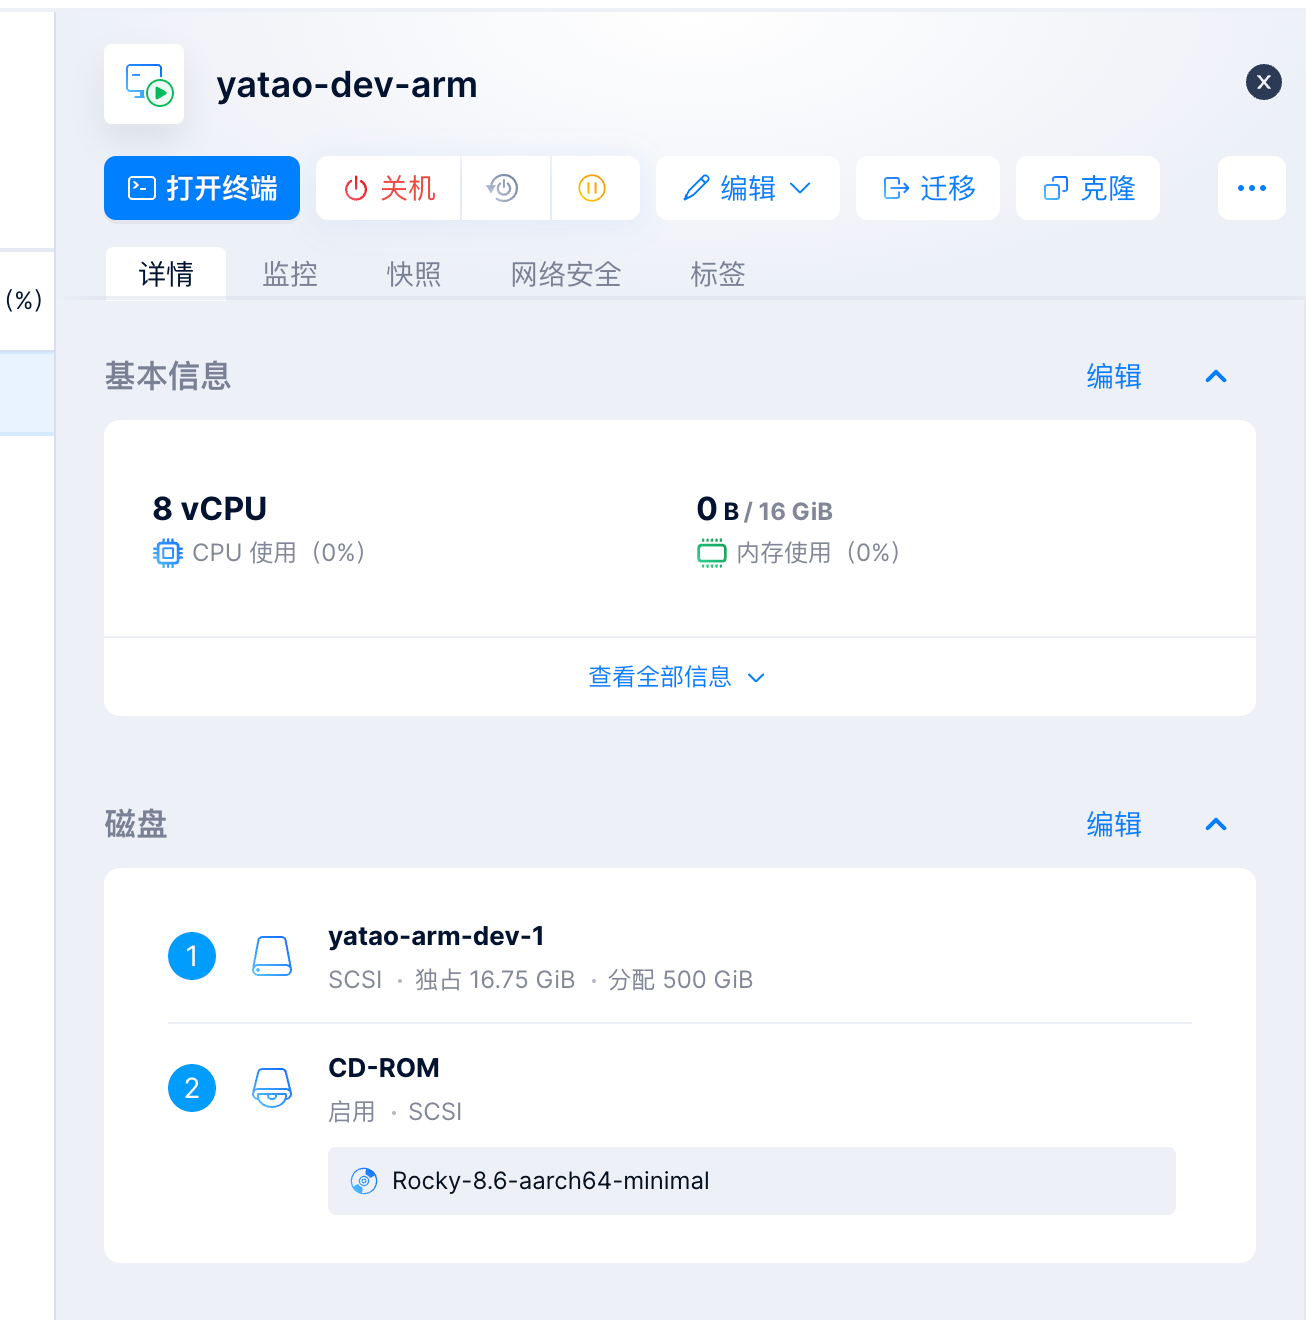 yatao-dev-arm
打开终端
关机
编辑
迁移
克隆
详情
监控
快照
网络安全
标签
(%)
基本信息
编辑
8 vCPU
0 B / 16 GiB
CPU 使用（0%）
内存使用（0%）
查看全部信息
磁盘
编辑
1
yatao-arm-dev-1
SCSI · 独占 16.75 GiB · 分配 500 GiB
2
CD-ROM
启用 · SCSI
Rocky-8.6-aarch64-minimal